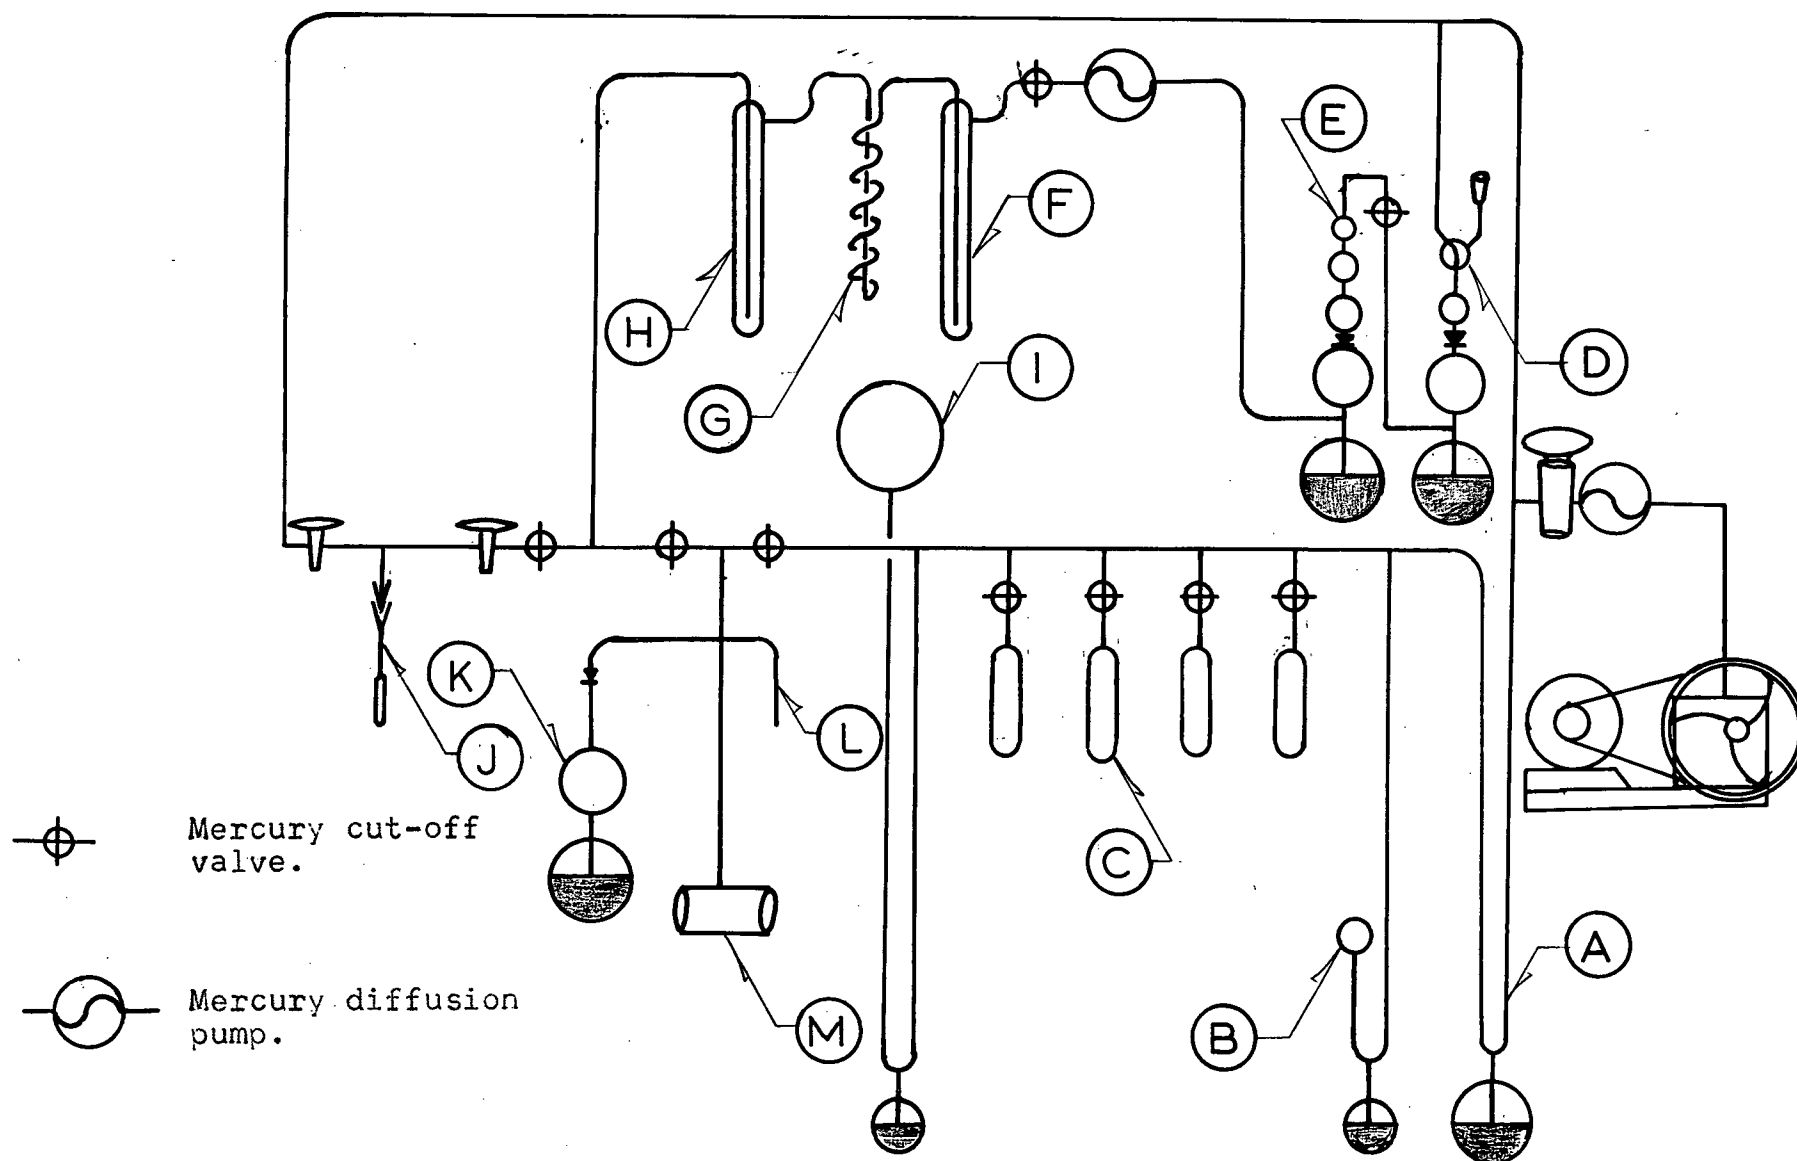 E
F
H
I
D
G
K
L
J
Mercury cut-off
valve.
C
A
Mercury diffusion
pump.
M
B